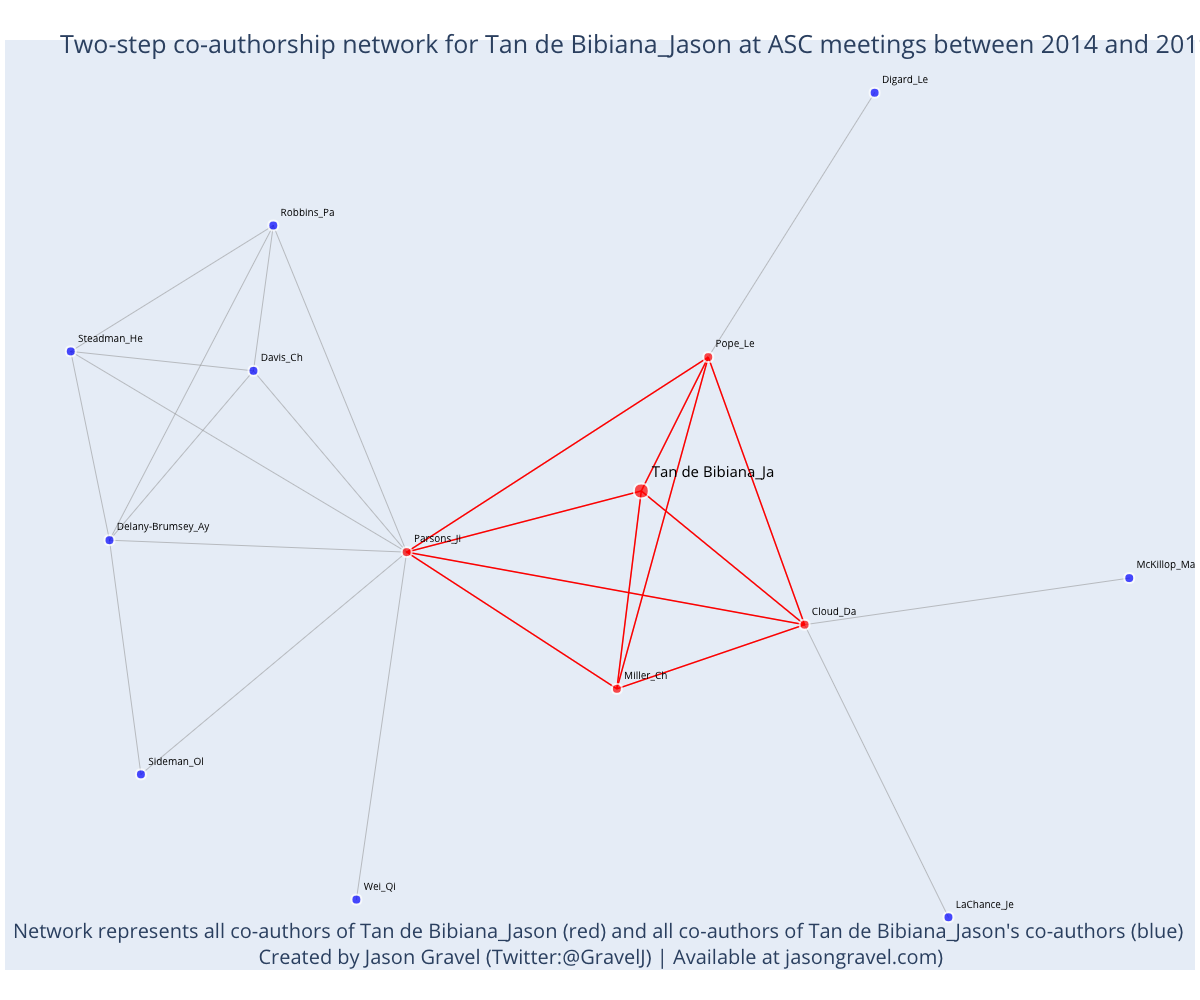 Two-step co-authorship network for Tan de Bibiana_Jason at ASC meetings between 2014 and 201
Digard_Le
Robbins_Pa
Steadman_He
Pope_Le
Davis_Ch
Tan de Bibiana_Ja
Delany-Brumsey_Ay
Parsons_Ji
McKillop_Ma
Cloud_Da
Miller_Ch
Sideman_Ol
Wei_Qi
LaChance_Je
Network represents all co-authors of Tan de Bibiana_Jason (red) and all co-authors of Tan de Bibiana_Jason's co-authors (blue)
Created by Jason Gravel (Twitter:@GravelJ) | Available at jasongravel.com)